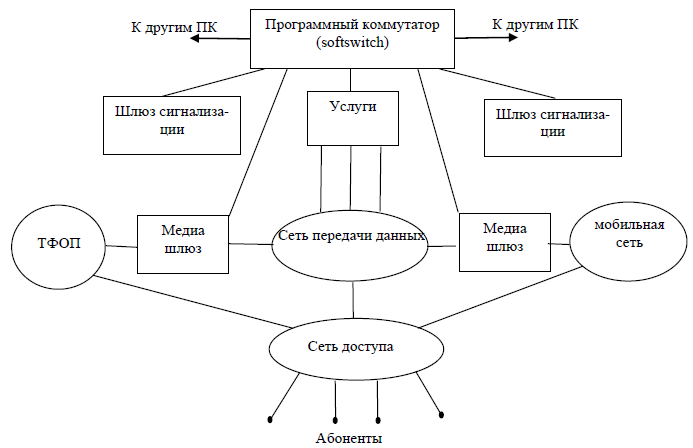 К другим ПК
Программный коммутатор
(softswitch)
К другим ПК
Шлюз сигнализа-
ции
Услуги
Шлюз сигнализа-
ции
ТФОП
Медиа
шлюз
Сеть передачи данных
Медиа
шлюз
мобильная
сеть
Сеть доступа
Абоненты